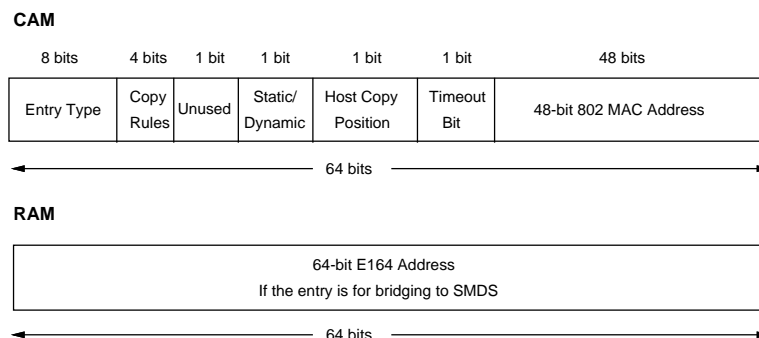 CAM
8 bits 4 bits 1 bit 1 bit 1 bit 1 bit 48 bits
Entry Type Copy Rules Unused Static/ Dynamic Host Copy Position Timeout Bit 48-bit 802 MAC Address
64 bits
RAM
64-bit E164 Address
If the entry is for bridging to SMDS
64 bits